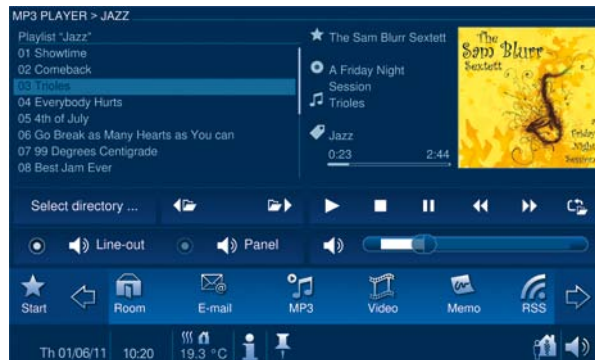 MP3 PLAYER > JAZZ
Playlist "Jazz"
01 Showtime
02 Comeback
03 Trioles
04 Everybody Hurts
05 4th of July
06 Go Break as Many Hearts as You can
07 99 Degrees Centigrade
08 Best Jam Ever
The Sam Blurr Sextett
A Friday Night
Session
Trioles
Jazz
0:23 2:44
The
Sam Blurr
Sextett
a
Friday
Night
Session
Select directory ...
Line-out
Panel
Start
Room
E-mail
MP3
Video
Memo
RSS
Th 01/06/11 10:20 19.3 °C